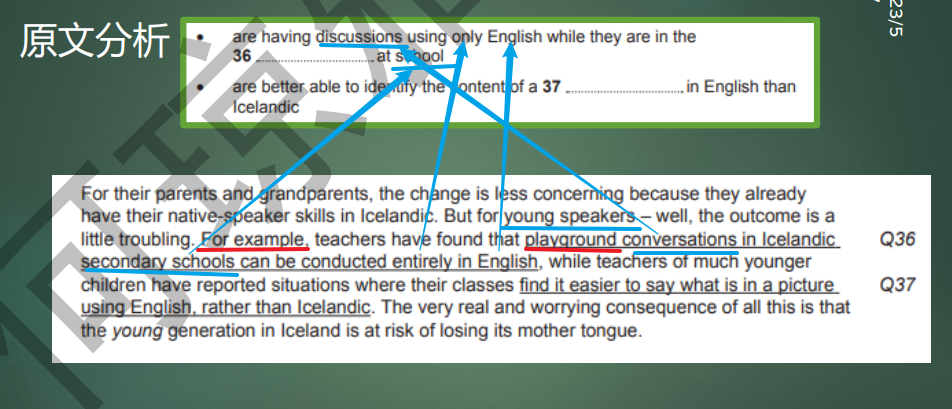 原文分析
23/5
• are having discussions using only English while they are in the
36 ................................ at school
• are better able to identify the content of a 37 ................................ in English than
Icelandic
For their parents and grandparents, the change is less concerning because they already
have their native-speaker skills in Icelandic. But for young speakers – well, the outcome is a
little troubling. For example, teachers have found that playground conversations in Icelandic
secondary schools can be conducted entirely in English, while teachers of much younger
children have reported situations where their classes find it easier to say what is in a picture
using English, rather than Icelandic. The very real and worrying consequence of all this is that
the young generation in Iceland is at risk of losing its mother tongue.
Q36
Q37